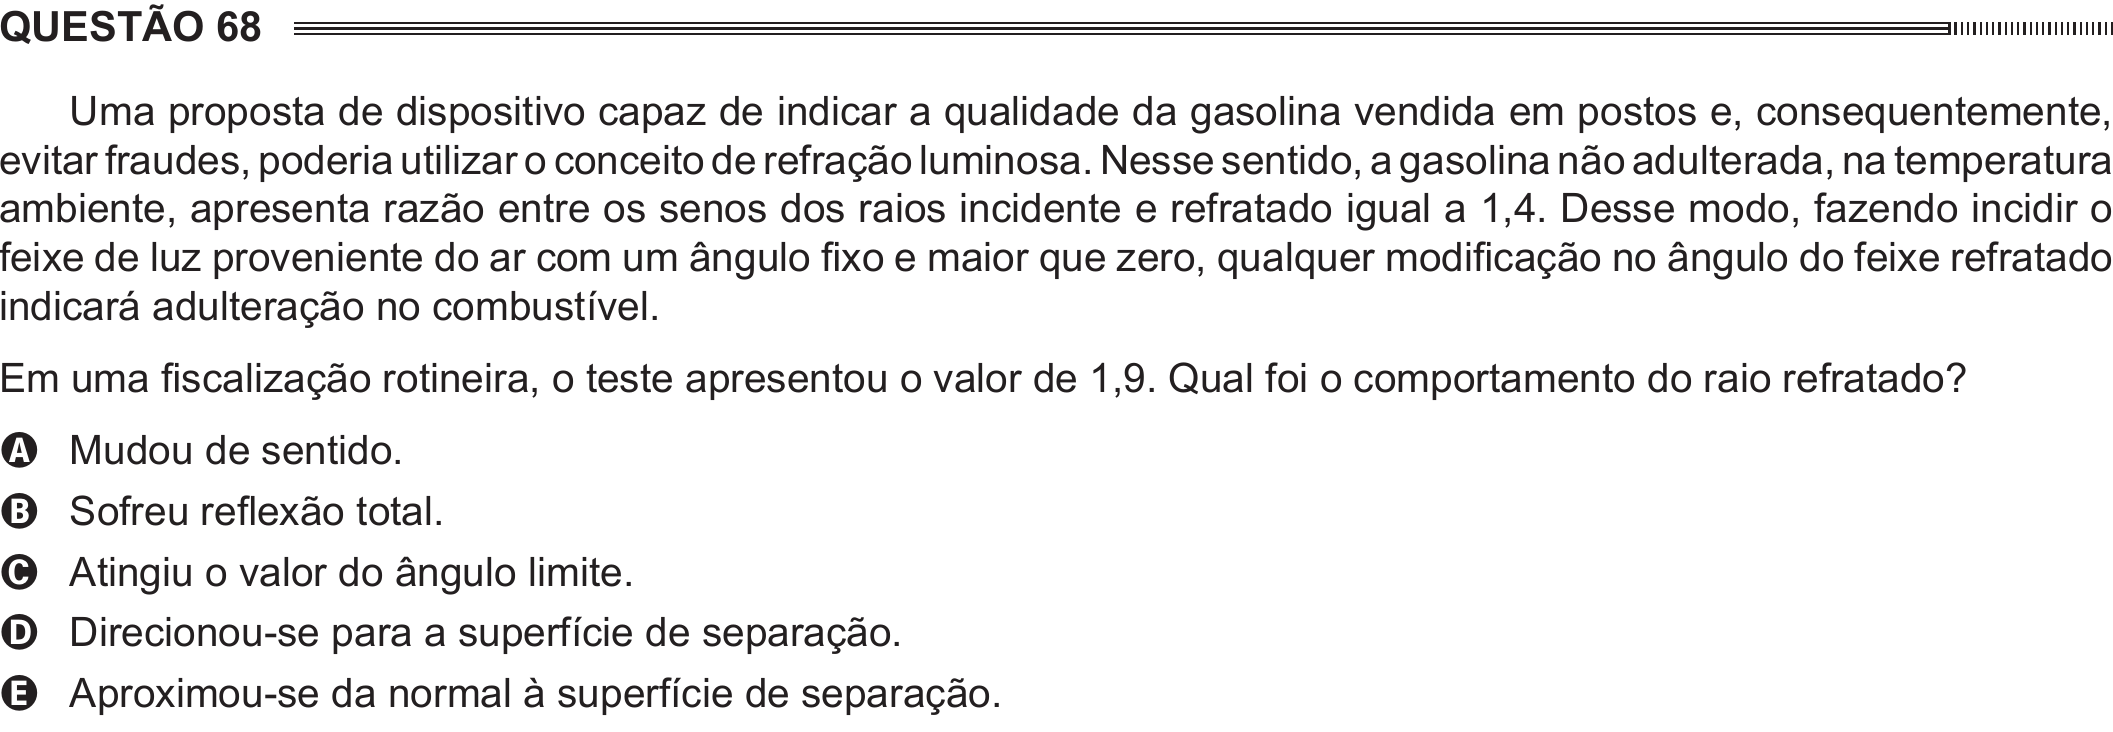 QUESTÃO 68
Uma proposta de dispositivo capaz de indicar a qualidade da gasolina vendida em postos e, consequentemente,
evitar fraudes, poderia utilizar o conceito de refração luminosa. Nesse sentido, a gasolina não adulterada, na temperatura
ambiente, apresenta razão entre os senos dos raios incidente e refratado igual a 1,4. Desse modo, fazendo incidir o
feixe de luz proveniente do ar com um ângulo fixo e maior que zero, qualquer modificação no ângulo do feixe refratado
indicará adulteração no combustível.
Em uma fiscalização rotineira, o teste apresentou o valor de 1,9. Qual foi o comportamento do raio refratado?
A Mudou de sentido.
B Sofreu reflexão total.
C Atingiu o valor do ângulo limite.
D Direcionou-se para a superfície de separação.
E Aproximou-se da normal à superfície de separação.